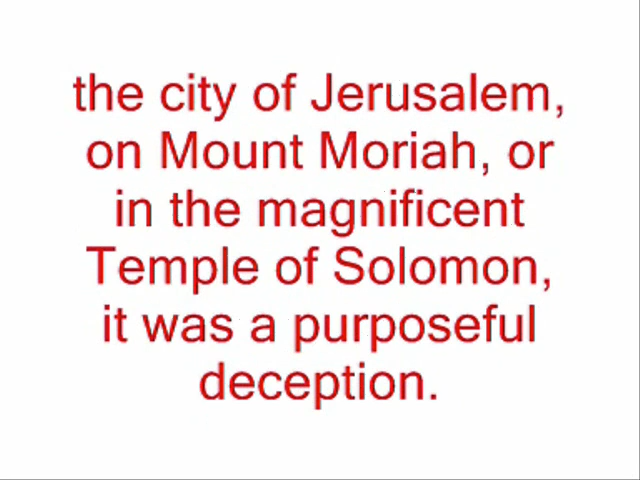 the city of Jerusalem,
on Mount Moriah, or
in the magnificent
Temple of Solomon,
it was a purposeful
deception.